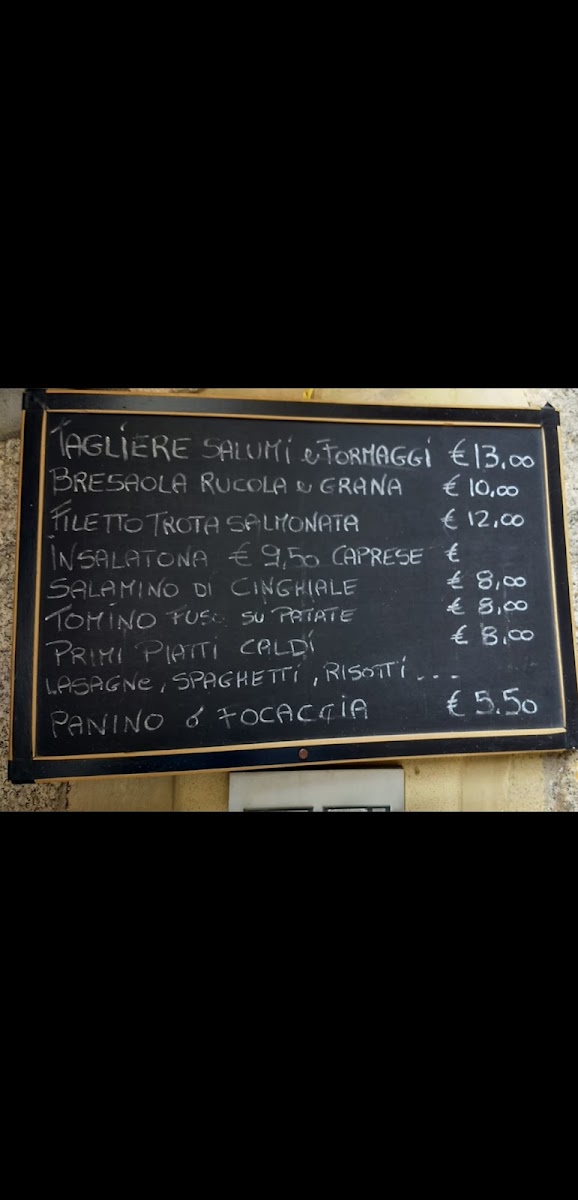 TAGLIERE SALUMI e FORMAGGI € 13,00
BRESAOLA RUCOLA e GRANA € 10,00
FILETTO TROTA SALMONATA € 12,00
INSALATONA € 9,50 CAPRESE €
SALAMINO DI CINGHIALE € 8,00
TOMINO FUSO SU PATATE € 8,00
PRIMI PIATTI CALDI € 8,00
LASAGNE, SPAGHETTI, RISOTTI...
PANINO O FOCACCIA € 5.50